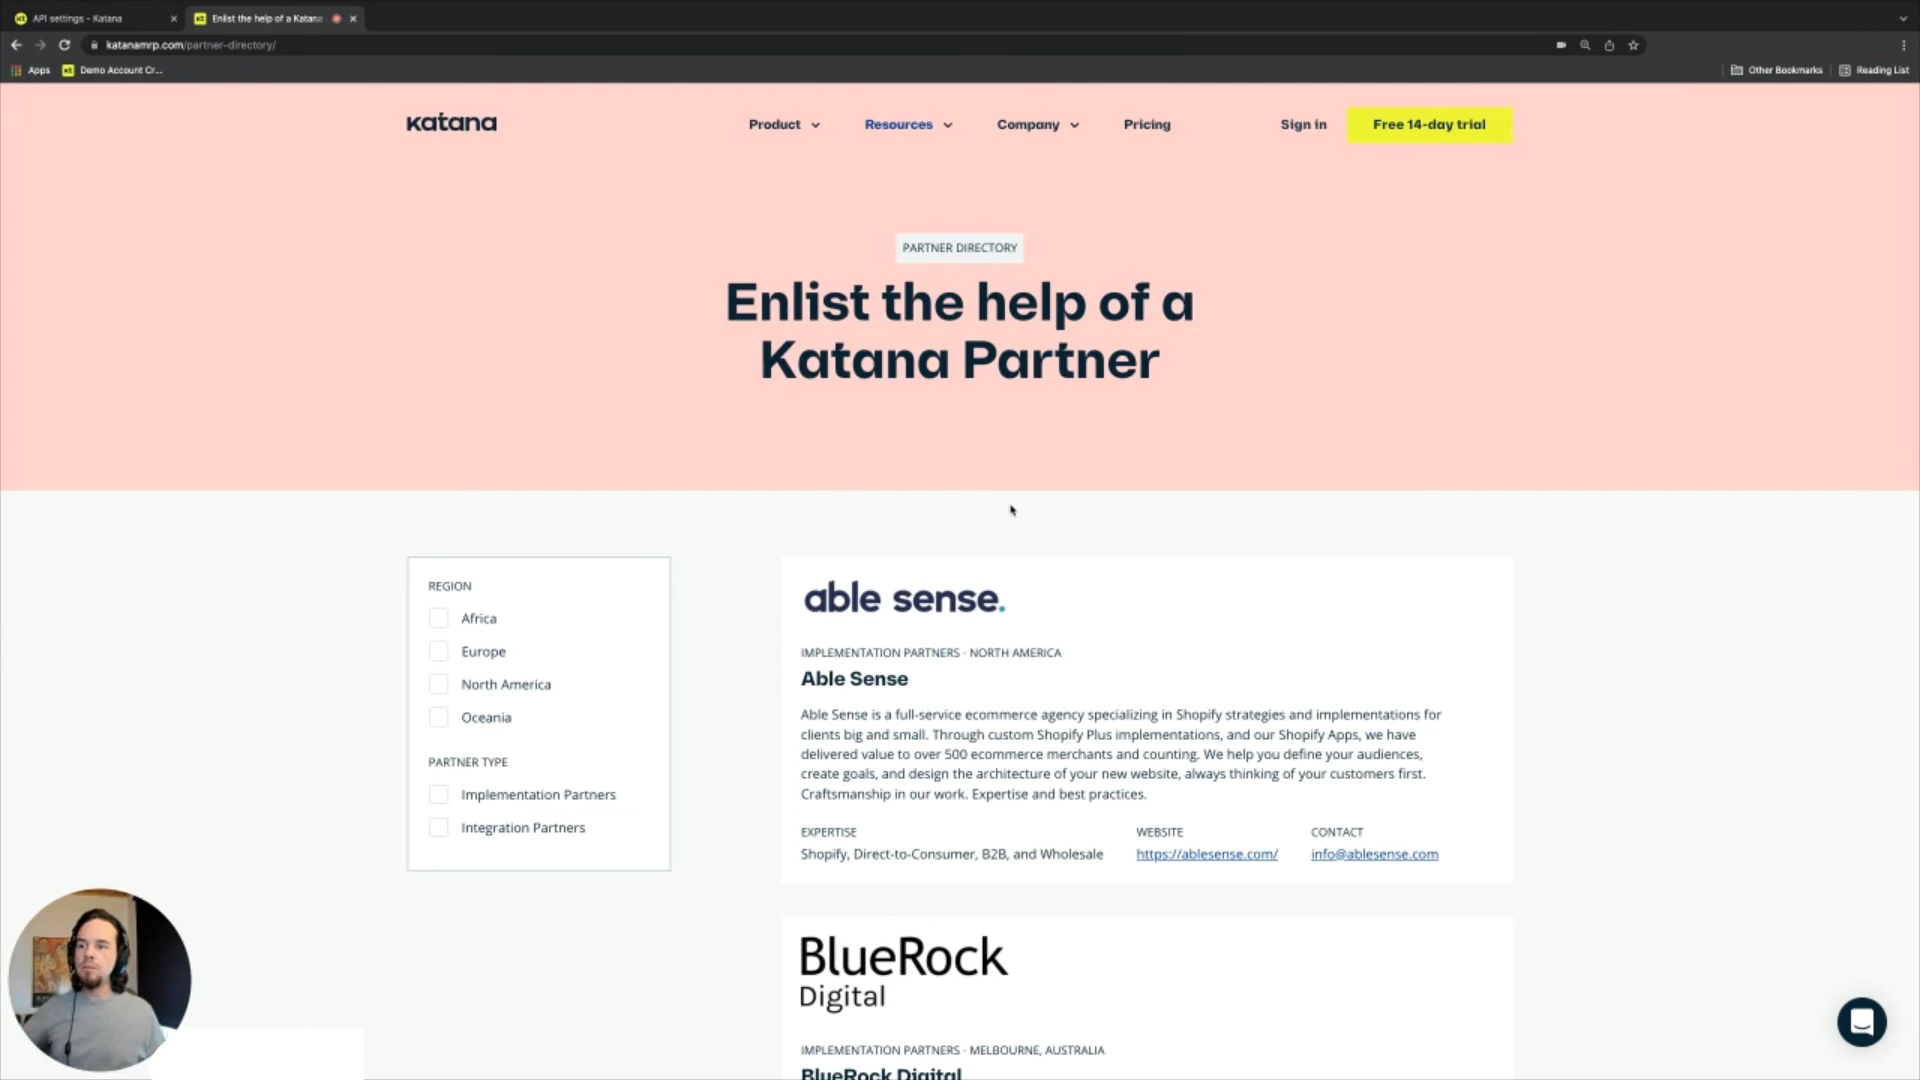 API settings - Katana
Enlist the help of a Katana
katanamrp.com/partner-directory/
Apps
Demo Account Cr...
Other Bookmarks
Reading List
katana
Product
Resources
Company
Pricing
Sign in
Free 14-day trial
PARTNER DIRECTORY
Enlist the help of a
Katana Partner
REGION
Africa
Europe
North America
Oceania
PARTNER TYPE
Implementation Partners
Integration Partners
able sense.
IMPLEMENTATION PARTNERS · NORTH AMERICA
Able Sense
Able Sense is a full-service ecommerce agency specializing in Shopify strategies and implementations for
clients big and small. Through custom Shopify Plus implementations, and our Shopify Apps, we have
delivered value to over 500 ecommerce merchants and counting. We help you define your audiences,
create goals, and design the architecture of your new website, always thinking of your customers first.
Craftsmanship in our work. Expertise and best practices.
EXPERTISE
Shopify, Direct-to-Consumer, B2B, and Wholesale
WEBSITE
https://ablesense.com/
CONTACT
info@ablesense.com
BlueRock
Digital
IMPLEMENTATION PARTNERS · MELBOURNE, AUSTRALIA
BlueRock Digital